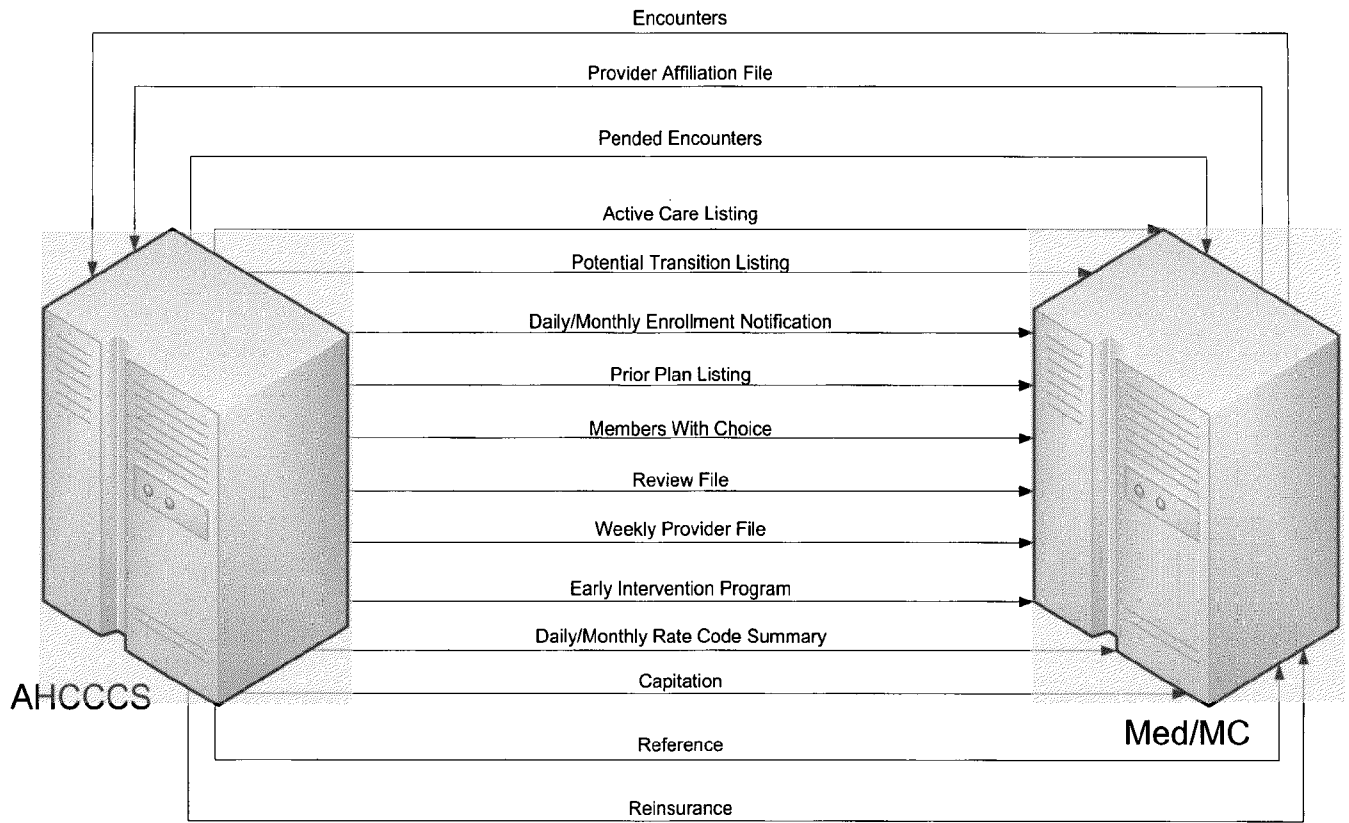 Encounters
Provider Affiliation File
Pended Encounters
Active Care Listing
Potential Transition Listing
Daily/Monthly Enrollment Notification
Prior Plan Listing
Members With Choice
Review File
Weekly Provider File
Early Intervention Program
Daily/Monthly Rate Code Summary
Capitation
AHCCCS
Med/MC
Reference
Reinsurance